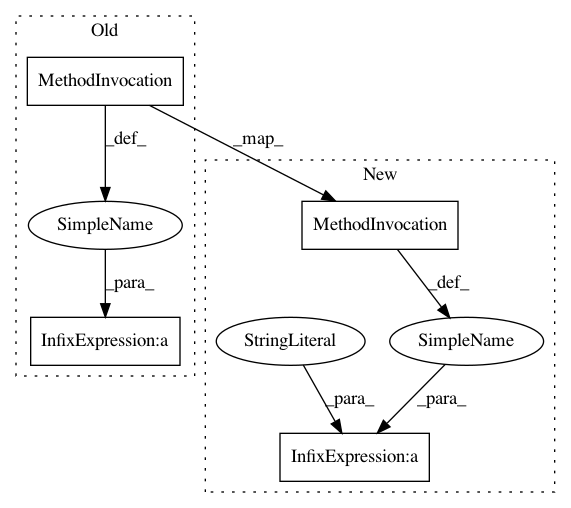 Old
MethodInvocation
_def_
_map_
New
SimpleName
MethodInvocation
_para_
_def_
InfixExpression:a
StringLiteral
SimpleName
_para_
_para_
InfixExpression:a